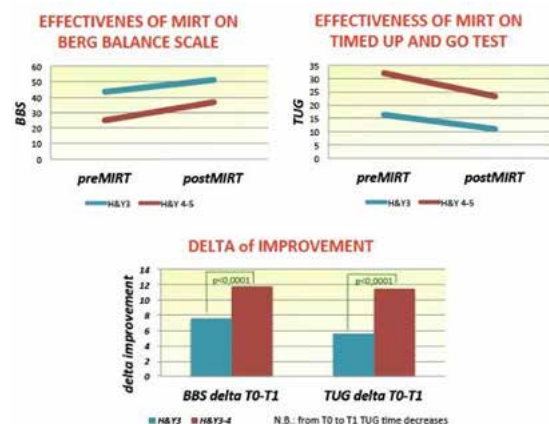 EFFECTIVENES OF MIRT ON
BERG BALANCE SCALE
60
50
40
30
20
10
0
BBS
preMIRT postMIRT
H&Y3 H&Y 4-5
EFFECTIVENESS OF MIRT ON
TIMED UP AND GO TEST
35
30
25
20
15
10
5
0
TUG
preMIRT postMIRT
H&Y3 H&Y 4-5
DELTA of IMPROVEMENT
14
12
10
8
6
4
2
0
delta improvement
p<0,0001 p<0,0001
BBS delta T0-T1 TUG delta T0-T1
H&Y3 H&Y3-4 N.B.: from T0 to T1 TUG time decreases